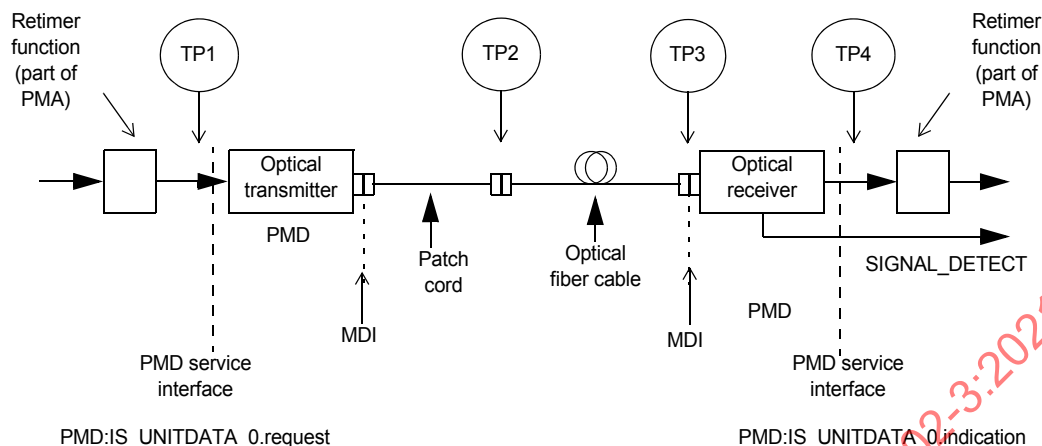 Retimer
function
(part of
PMA)
TP1
TP2
TP3
TP4
Retimer
function
(part of
PMA)
Optical
transmitter
Optical
receiver
PMD
Patch
cord
Optical
fiber cable
SIGNAL_DETECT
MDI
MDI
PMD
PMD service
interface
PMD service
interface
PMD:IS_UNITDATA_0.request
PMD:IS_UNITDATA_0.indication